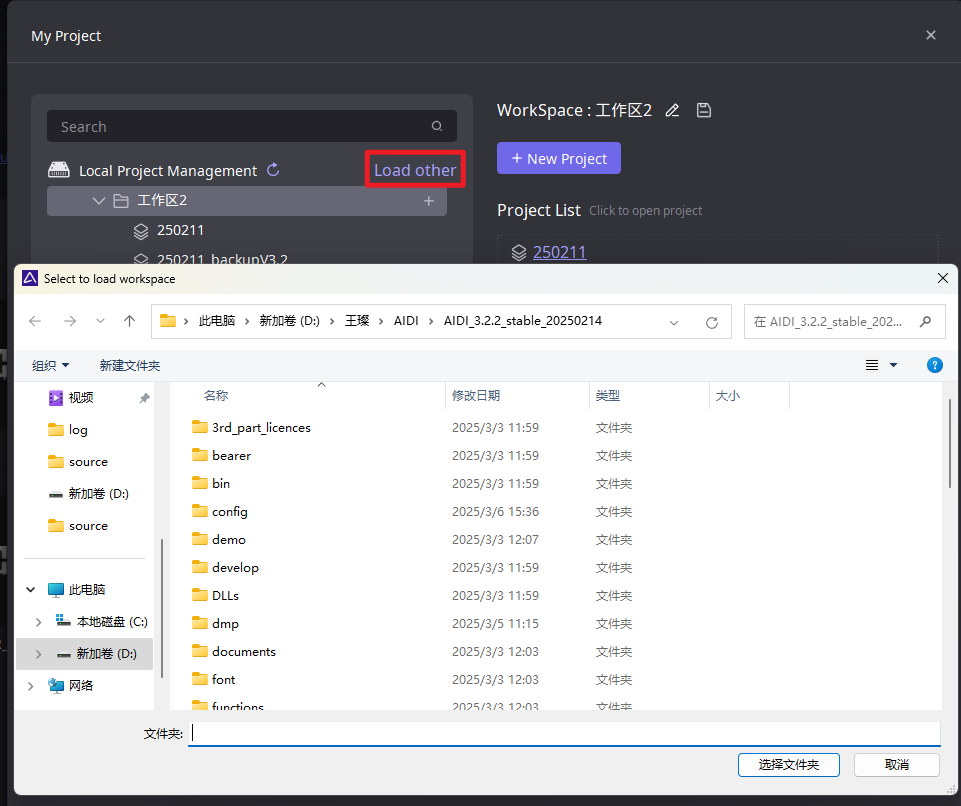 My Project
Search
Local Project Management
Load other
工作区2
250211
250211_backupV3.2
WorkSpace : 工作区2
+ New Project
Project List Click to open project
250211
Select to load workspace
此电脑 › 新加卷 (D:) › 王璨 › AIDI › AIDI_3.2.2_stable_20250214
在 AIDI_3.2.2_stable_202...
组织
新建文件夹
视频
log
source
新加卷 (D:)
source
此电脑
本地磁盘 (C:)
新加卷 (D:)
网络
名称 修改日期 类型 大小
3rd_part_licences 2025/3/3 11:59 文件夹
bearer 2025/3/3 11:59 文件夹
bin 2025/3/3 11:59 文件夹
config 2025/3/6 15:36 文件夹
demo 2025/3/3 12:07 文件夹
develop 2025/3/3 11:59 文件夹
DLLs 2025/3/3 11:59 文件夹
dmp 2025/3/5 11:15 文件夹
documents 2025/3/3 12:03 文件夹
font 2025/3/3 12:03 文件夹
functions 2025/3/3 12:03 文件夹
文件夹:
选择文件夹
取消